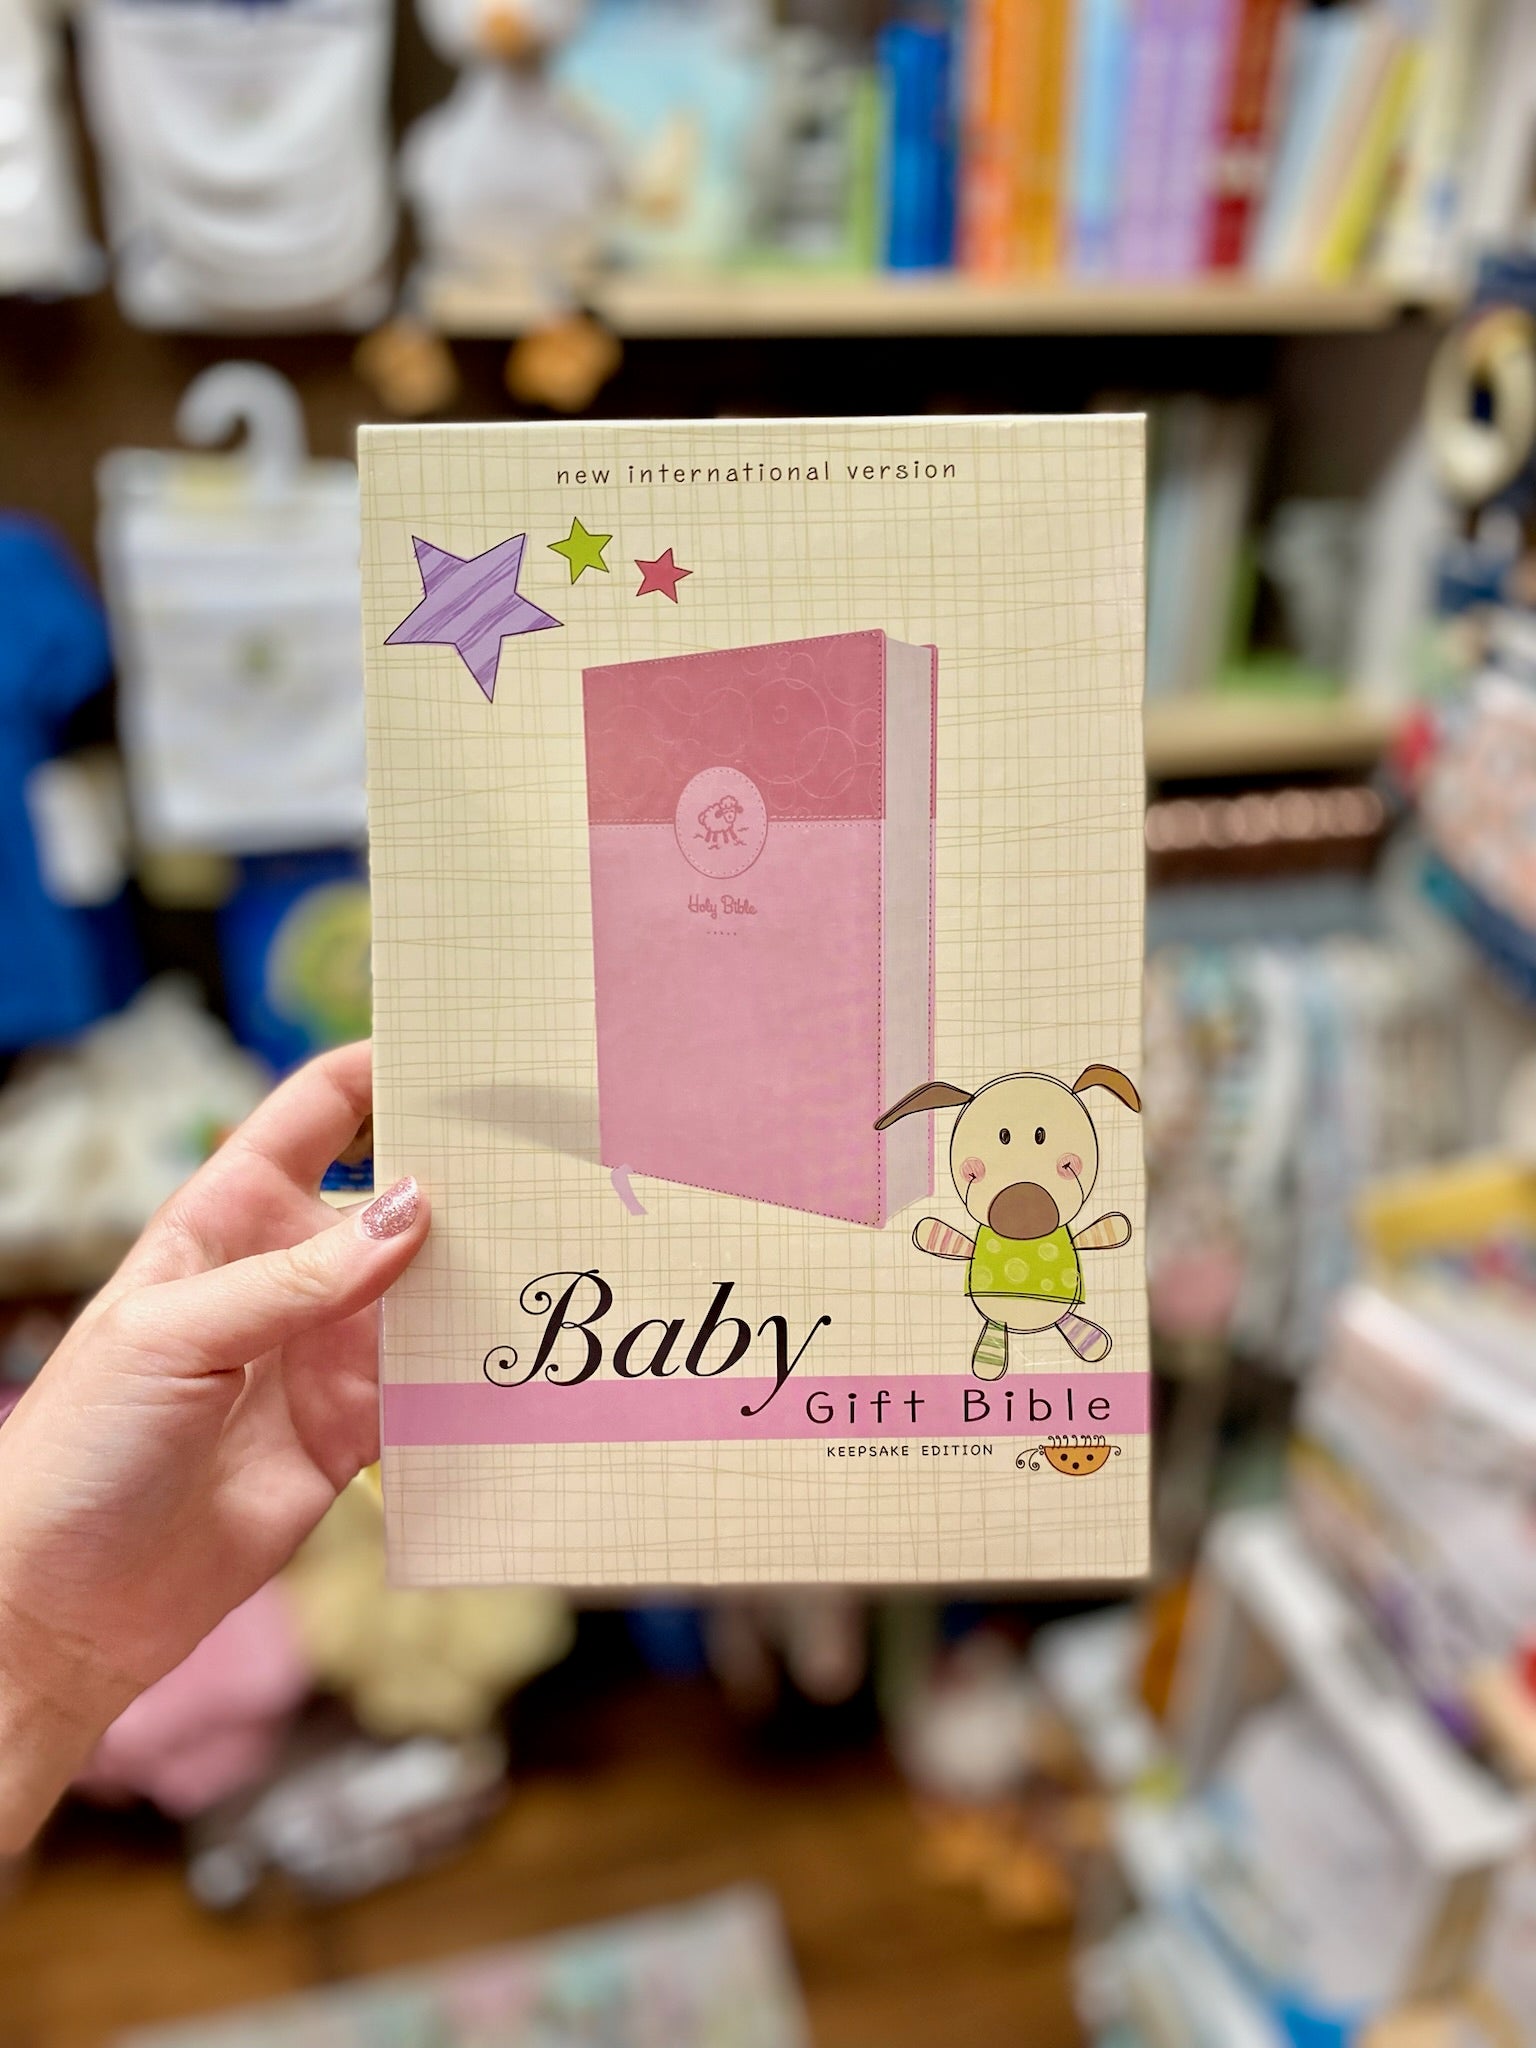 new international version
Holy Bible
Baby
Gift Bible
KEEPSAKE EDITION